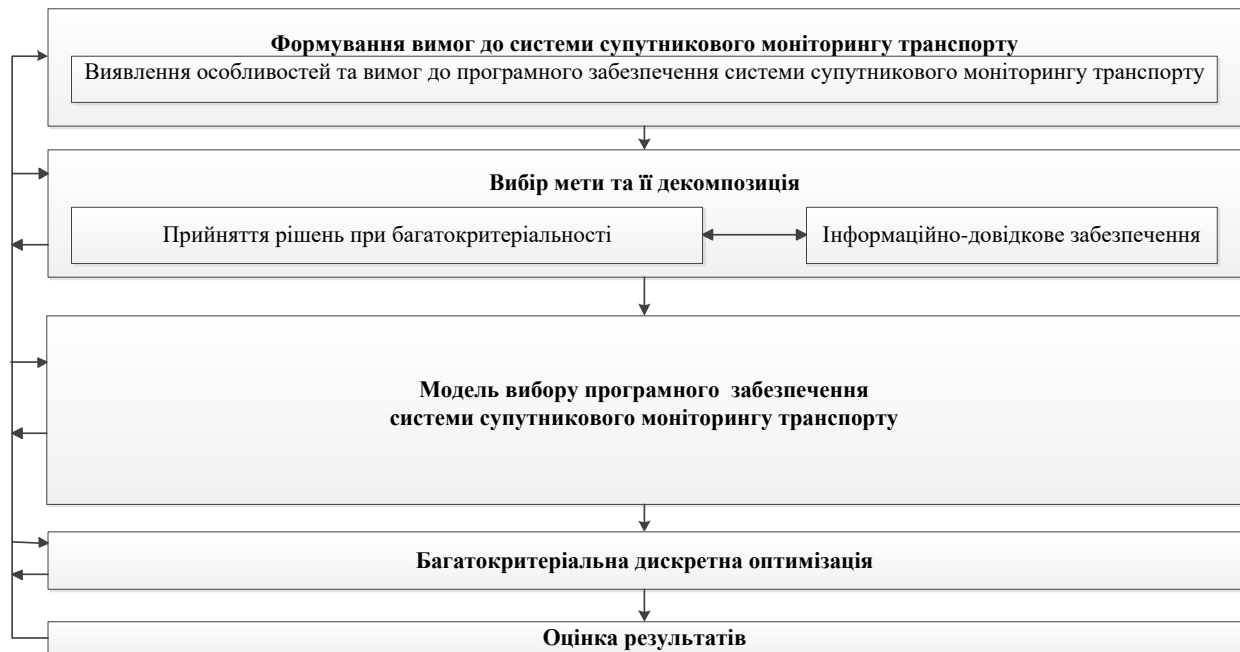 Формування вимог до системи супутникового моніторингу транспорту
Виявлення особливостей та вимог до програмного забезпечення системи супутникового моніторингу транспорту
Вибір мети та її декомпозиція
Прийняття рішень при багатокритеріальності
Інформаційно-довідкове забезпечення
Модель вибору програмного забезпечення
системи супутникового моніторингу транспорту
Багатокритеріальна дискретна оптимізація
Оцінка результатів